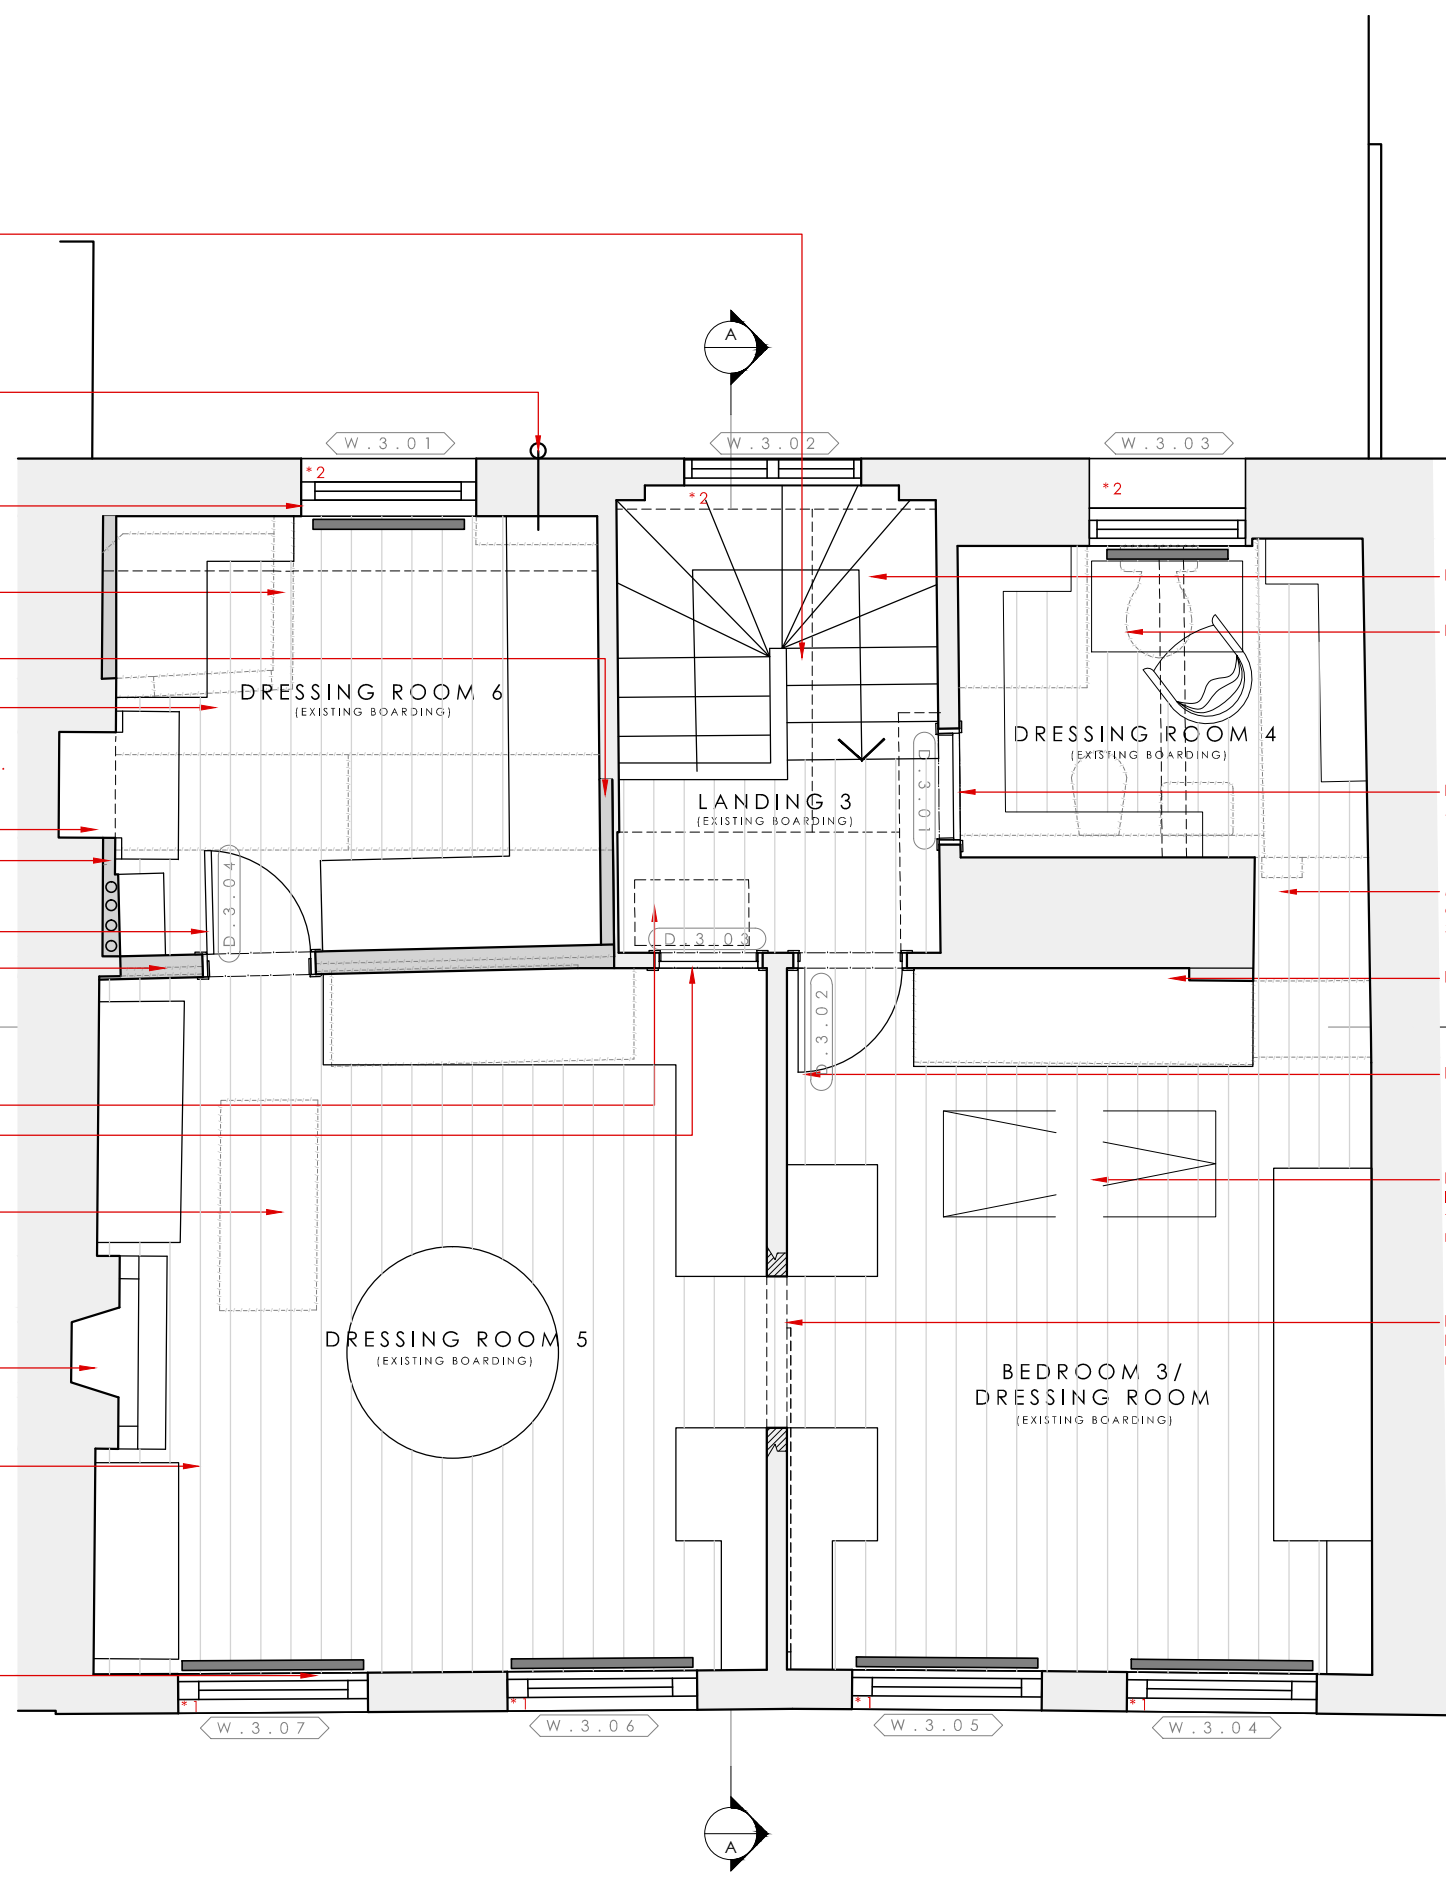 A
W.3.01
W.3.02
W.3.03
*2
*2
*2
DRESSING ROOM 6
(EXISTING BOARDING)
DRESSING ROOM 4
(EXISTING BOARDING)
LANDING 3
(EXISTING BOARDING)
D.3.01
D.3.04
D.3.03
D.3.02
DRESSING ROOM 5
(EXISTING BOARDING)
BEDROOM 3/
DRESSING ROOM
(EXISTING BOARDING)
*1
*1
*1
*1
W.3.07
W.3.06
W.3.05
W.3.04
A